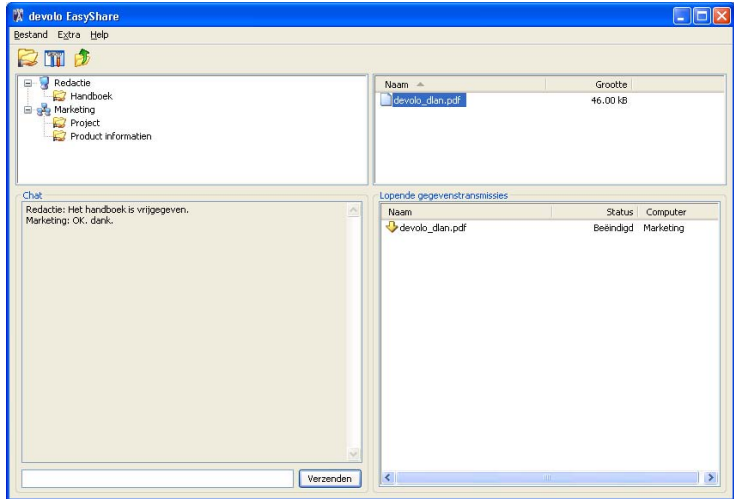 devolo EasyShare
Bestand Extra Help
Redactie
Handboek
Marketing
Project
Product informatien
Naam Grootte
devolo_dlan.pdf 46.00 kB
Chat
Redactie: Het handboek is vrijgegeven.
Marketing: OK. dank.
Verzenden
Lopende gegevenstransmissies
Naam Status Computer
devolo_dlan.pdf Beëindigd Marketing